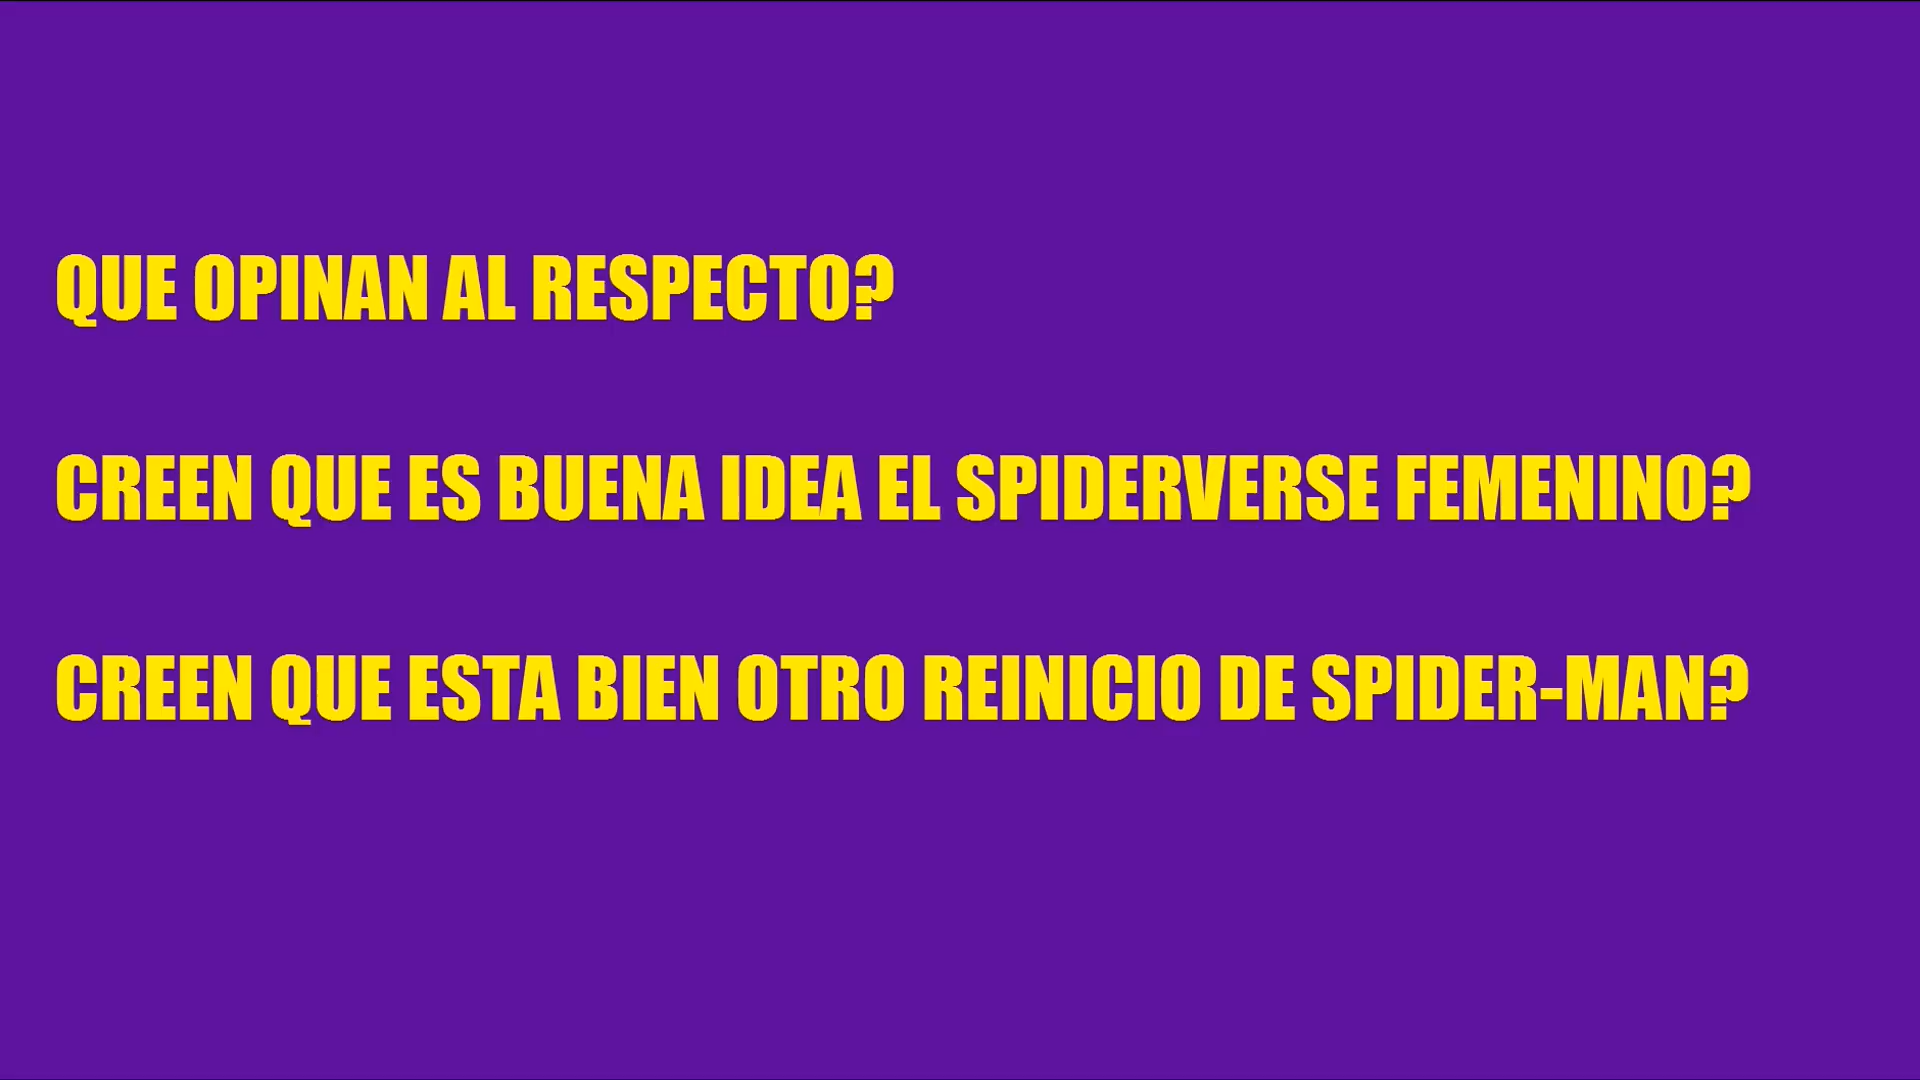 QUE OPINAN AL RESPECTO?
CREEN QUE ES BUENA IDEA EL SPIDERVERSE FEMENINO?
CREEN QUE ESTA BIEN OTRO REINICIO DE SPIDER-MAN?